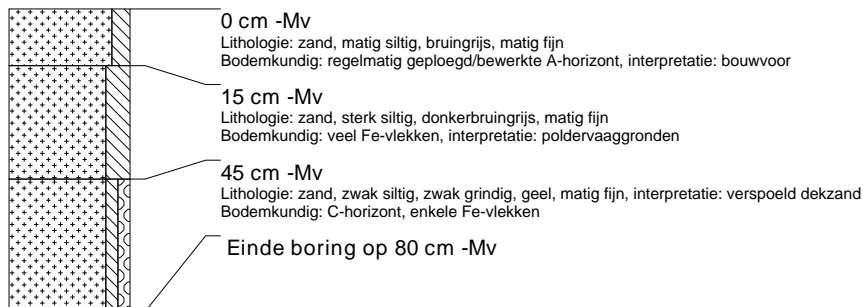 0 cm -Mv
Lithologie: zand, matig siltig, bruingrijs, matig fijn
Bodemkundig: regelmatig geploegd/bewerkte A-horizont, interpretatie: bouwvoor
15 cm -Mv
Lithologie: zand, sterk siltig, donkerbruingrijs, matig fijn
Bodemkundig: veel Fe-vlekken, interpretatie: poldervaaggronden
45 cm -Mv
Lithologie: zand, zwak siltig, zwak grindig, geel, matig fijn, interpretatie: verspoeld dekzand
Bodemkundig: C-horizont, enkele Fe-vlekken
Einde boring op 80 cm -Mv